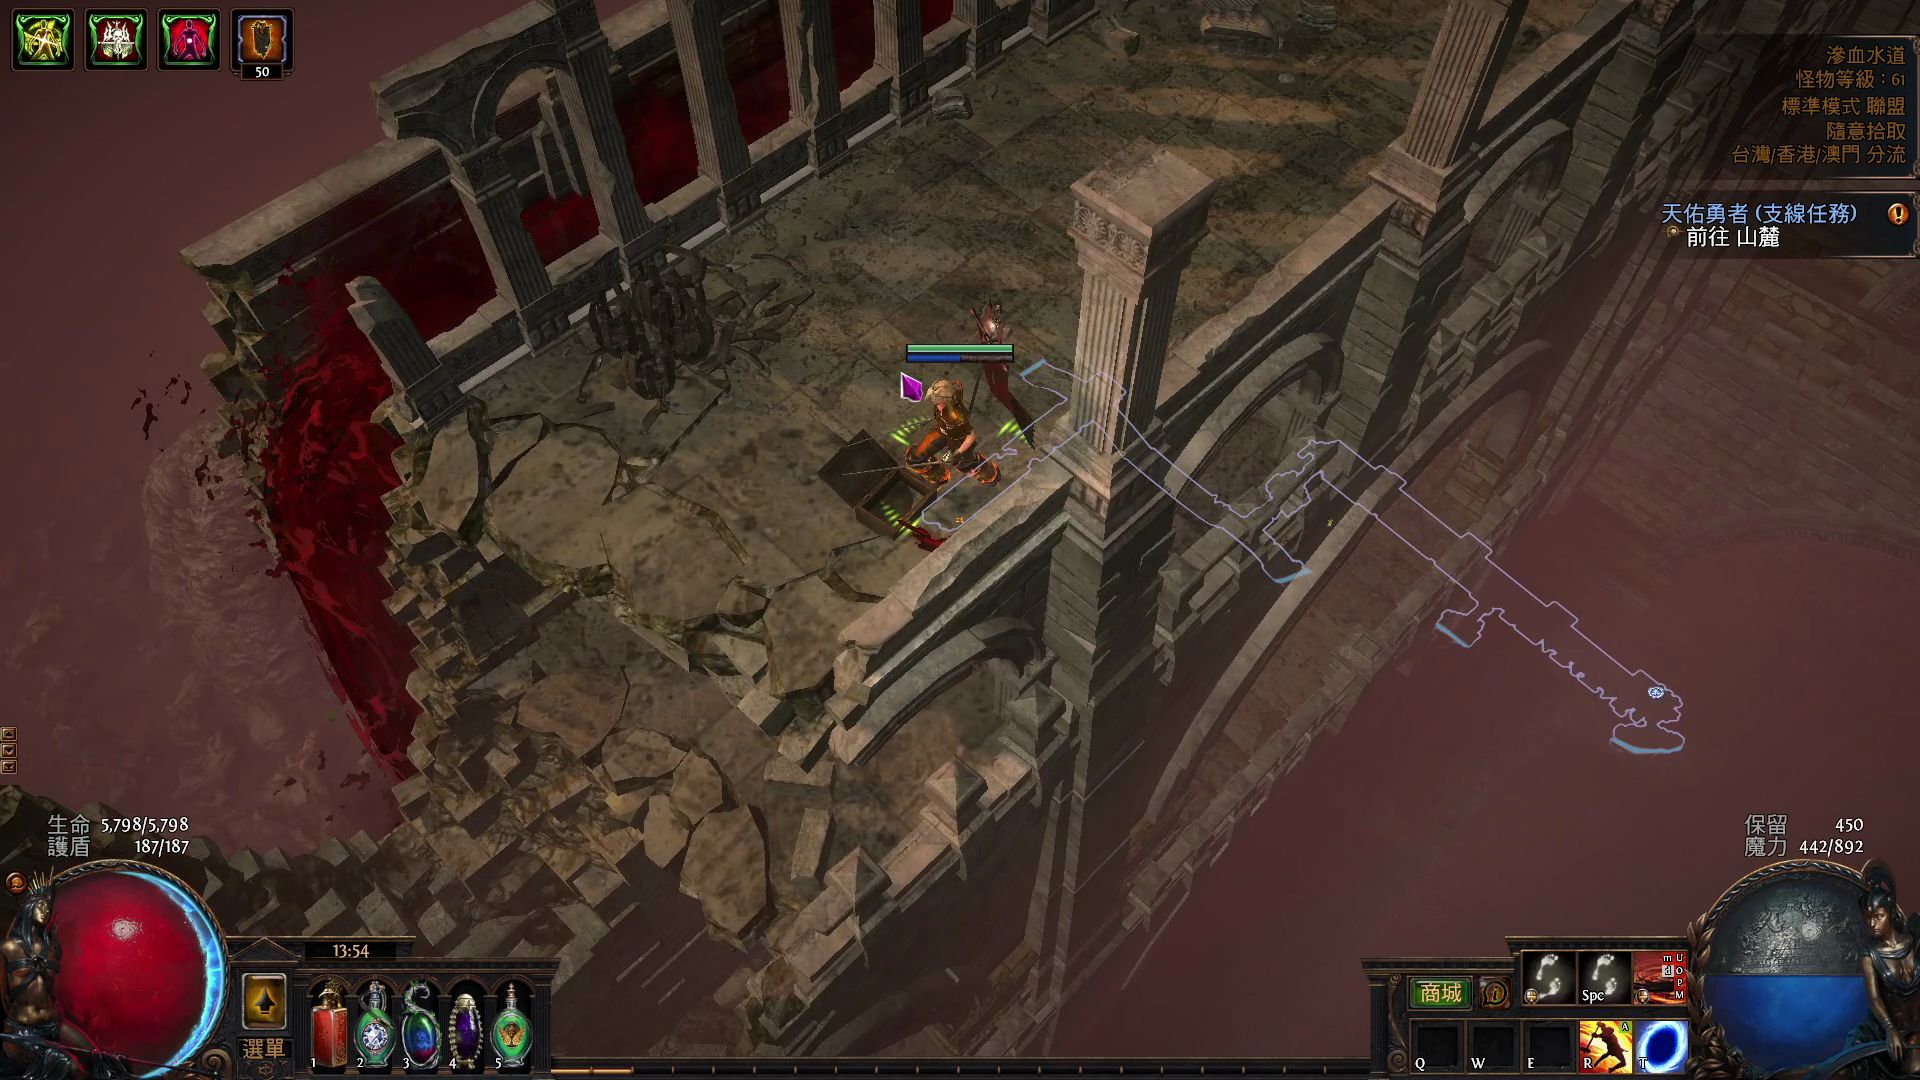 50
滲血水道
怪物等級：61
標準模式 聯盟
隨意拾取
台灣/香港/澳門 分流
天佑勇者 (支線任務)
前往 山麓
生命 5,798/5,798
護盾 187/187
保留 450
魔力 442/892
13:54
選單
1 2 3 4 5
商城
Spc
m U
d O
P
M
Q W E R A T